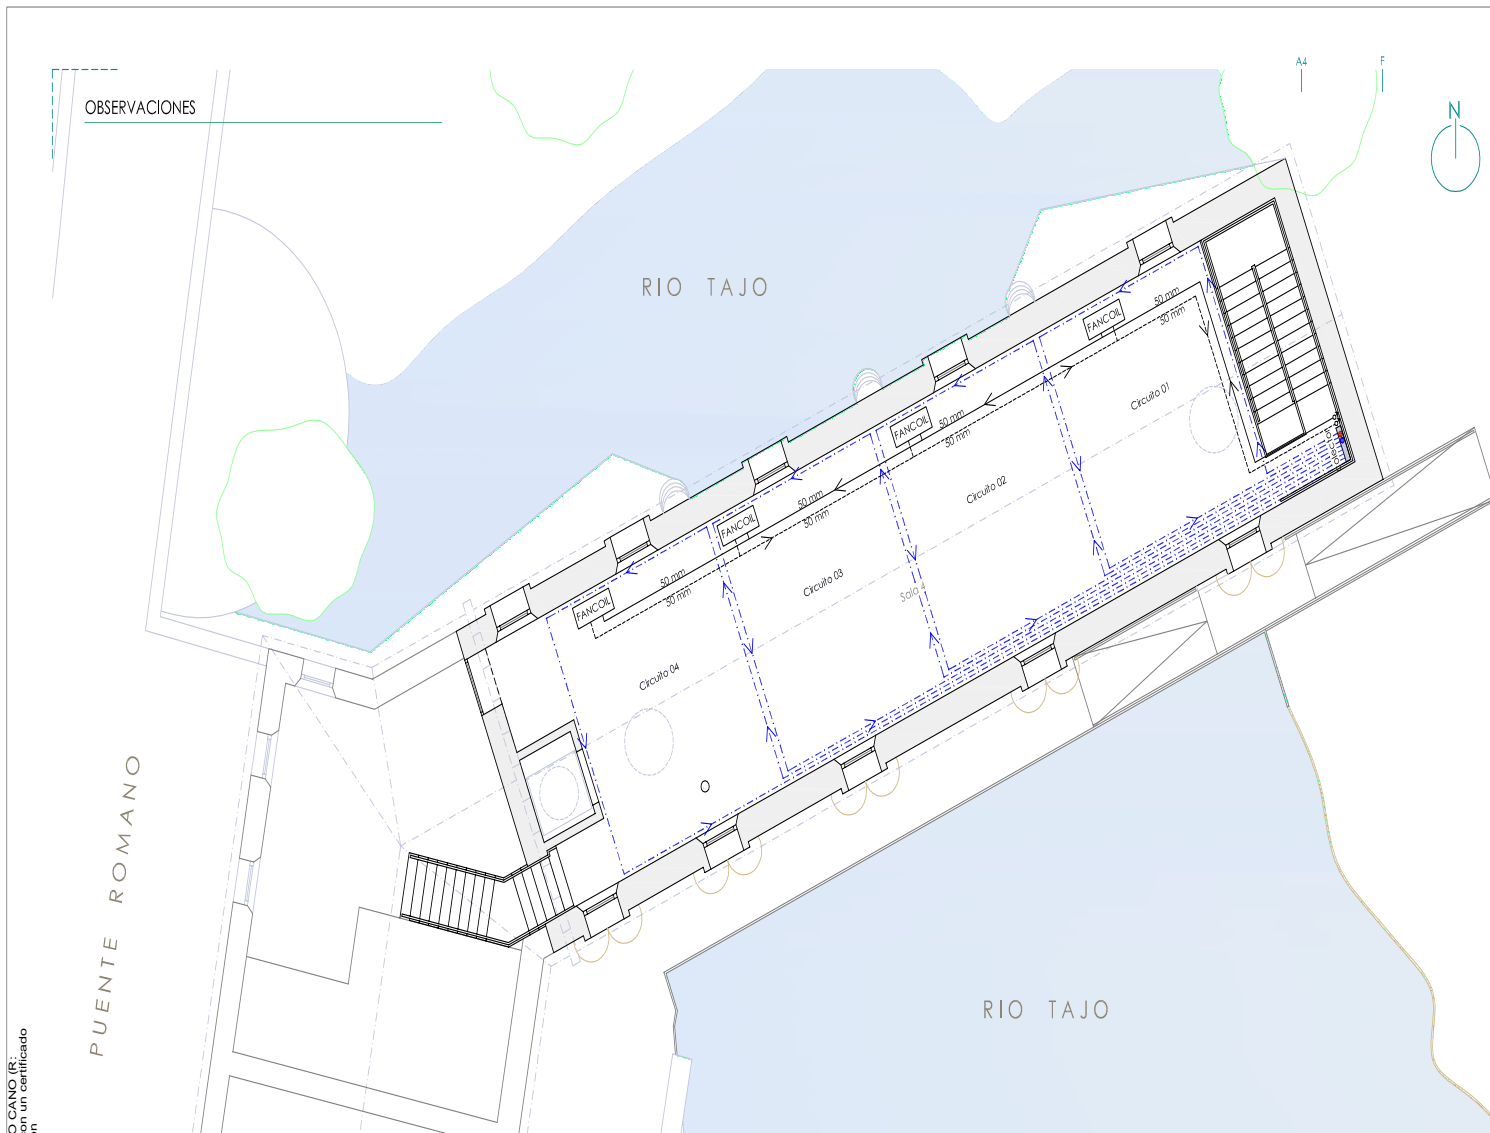 A4
F
OBSERVACIONES
N
RIO TAJO
50 mm
50 mm
FANCOIL
Circuito 01
50 mm
50 mm
FANCOIL
Circuito 02
50 mm
50 mm
FANCOIL
Circuito 03
Sala
50 mm
50 mm
FANCOIL
Circuito 04
PUENTE ROMANO
RIO TAJO
O CANO (R:
con un certificado